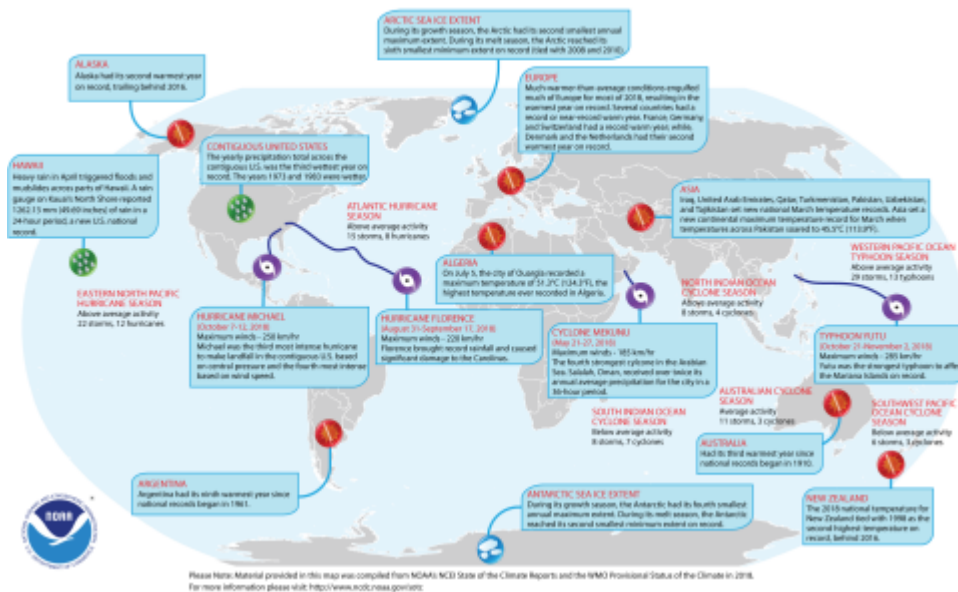 ARCTIC SEA ICE EXTENT
During its growth season, the Arctic had its second smallest annual
maximum extent. During its melt season, the Arctic reached its
sixth smallest minimum extent on record (tied with 2008 and 2010).
ALASKA
Alaska had its second warmest year
on record, trailing behind 2016.
EUROPE
Much warmer than average conditions engulfed
much of Europe for most of 2018, resulting in the
warmest year on record. Several countries had a
record or near-record warm year. France, Germany
and Switzerland had a record warm year, while,
Denmark and the Netherlands had their second
warmest year on record.
CONTIGUOUS UNITED STATES
The yearly precipitation total across the
contiguous U.S. was the third wettest year on
record. The years 1973 and 1983 were wetter.
HAWAII
Heavy rain in April triggered floods and
mudslides across parts of Hawaii. A rain
gauge on Kauai's North Shore reported
1262.13 mm (49.69 inches) of rain in a
24-hour period, a new U.S. national
record.
ASIA
Iraq, United Arab Emirates, Qatar, Turkmenistan, Pakistan, Uzbekistan,
and Tajikistan set new national March temperature records. Asia set a
new continental maximum temperature record for March when
temperatures across Pakistan soared to 45.5°C (113.9°F).
ATLANTIC HURRICANE
SEASON
Above average activity
15 storms, 8 hurricanes
ALGERIA
On July 5, the city of Ouargla recorded a
maximum temperature of 51.3°C (124.3°F),
the highest temperature ever recorded in Algeria.
WESTERN PACIFIC OCEAN
TYPHOON SEASON
Above average activity
29 storms, 13 typhoons
NORTH INDIAN OCEAN
CYCLONE SEASON
Above average activity
8 storms, 4 cyclones
EASTERN NORTH PACIFIC
HURRICANE SEASON
Above average activity
22 storms, 12 hurricanes
HURRICANE MICHAEL
(October 7-12, 2018)
Maximum winds - 250 km/hr
Michael was the third most intense hurricane
to make landfall in the contiguous U.S. based
on central pressure and the fourth most intense
based on wind speed.
HURRICANE FLORENCE
(August 31-September 17, 2018)
Maximum winds - 220 km/hr
Florence brought record rainfall and caused
significant damage to the Carolinas.
CYCLONE MEKUNU
(May 21-27, 2018)
Maximum winds - 185 km/hr
The fourth strongest cylcone in the Arabian
Sea. Salalah, Oman, received over twice its
annual average precipitation for the city in a
36-hour period.
TYPHOON YUTU
(October 21-November 2, 2018)
Maximum winds - 285 km/hr
Yutu was the strongest typhoon to affe
the Mariana Islands on record.
SOUTH INDIAN OCEAN
CYCLONE SEASON
Below average activity
8 storms, 7 cyclones
AUSTRALIAN CYCLONE
SEASON
Average activity
11 storms, 3 cyclones
SOUTHWEST PACIFIC
OCEAN CYCLONE
SEASON
Below average activity
6 storms, 3 cyclones
AUSTRALIA
Had its third warmest year since
national records began in 1910.
ARGENTINA
Argentina had its ninth warmest year since
national records began in 1961.
ANTARCTIC SEA ICE EXTENT
During its growth season, the Antarctic had its fourth smallest
annual maximum extent. During its melt season, the Antarctic
reached its second smallest minimum extent on record.
NEW ZEALAND
The 2018 national temperature for
New Zealand tied with 1998 as the
second highest temperature on
record, behind 2016.
NOAA
Please Note: Material provided in this map was compiled from NOAA's NCEI State of the Climate Reports and the WMO Provisional Status of the Climate in 2018.
For more information please visit: http://www.ncdc.noaa.gov/sotc